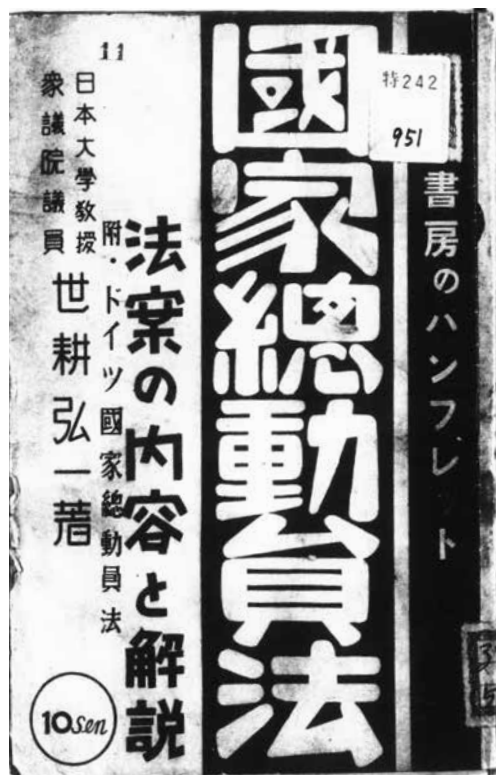 書房のパンフレット
特242
951
國家總動員法
法案の内容と解説
附・ドイツ國家總動員法
日本大學敎授
衆議院議員
世耕弘一著
11
10sen